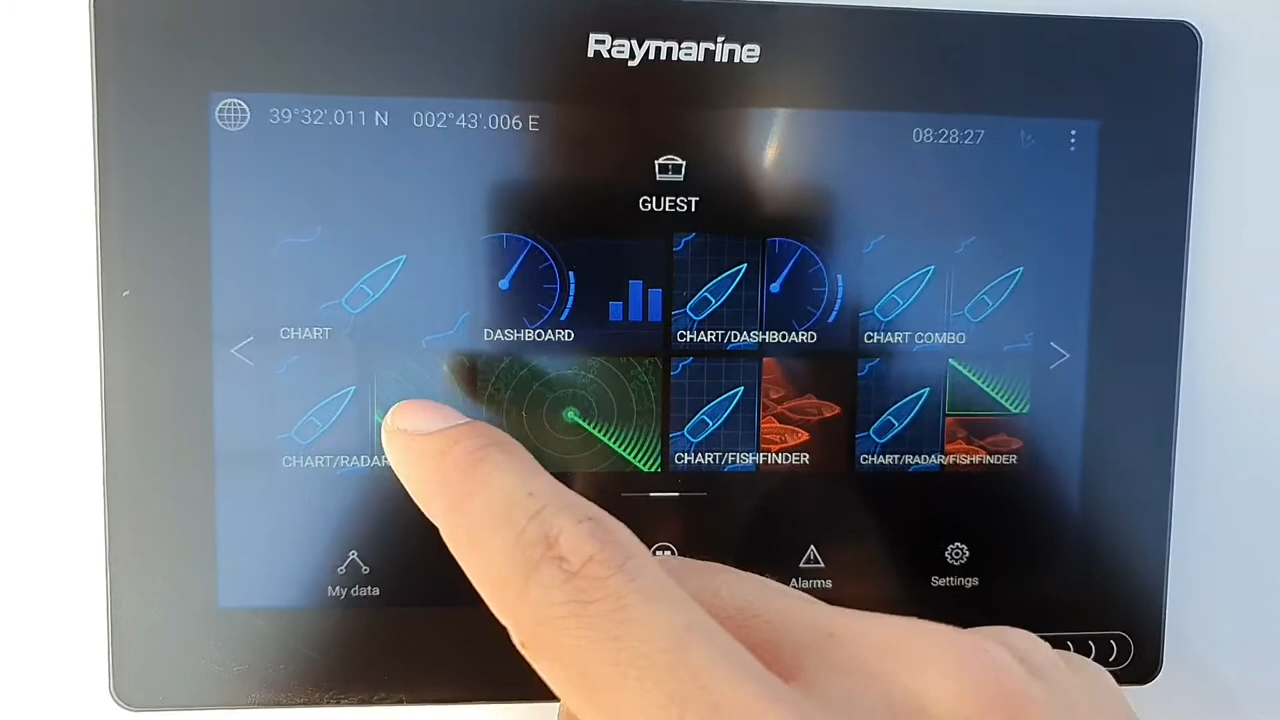 Raymarine
39°32'.011 N 002°43'.006 E
08:28:27
GUEST
CHART
DASHBOARD
CHART/DASHBOARD
CHART COMBO
CHART/RADAR
CHART/FISHFINDER
CHART/RADAR/FISHFINDER
My data
Alarms
Settings